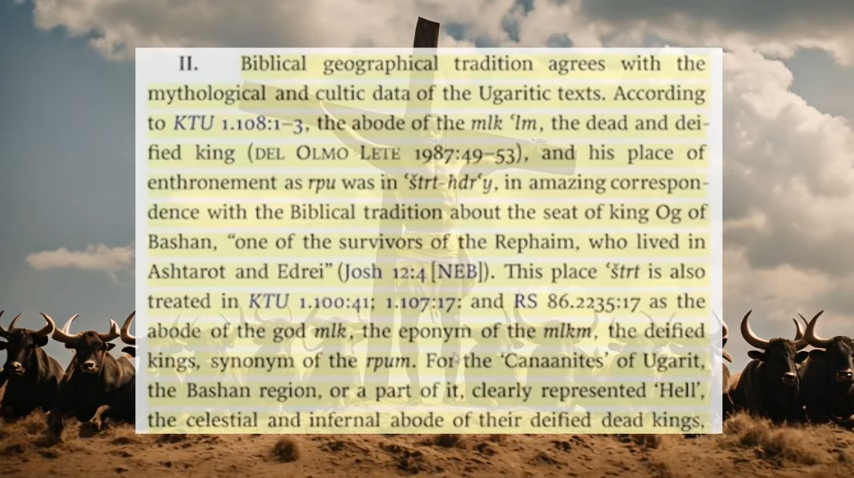 II. Biblical geographical tradition agrees with the
mythological and cultic data of the Ugaritic texts. According
to KTU 1.108:1–3, the abode of the mlk ʿlm, the dead and dei-
fied king (DEL OLMO LETE 1987:49–53), and his place of
enthronement as rpu was in ʿštrt-hdrʿy, in amazing correspon-
dence with the Biblical tradition about the seat of king Og of
Bashan, “one of the survivors of the Rephaim, who lived in
Ashtarot and Edrei” (Josh 12:4 [NEB]). This place ʿštrt is also
treated in KTU 1.100:41; 1.107:17: and RS 86.2235:17 as the
abode of the god mlk, the eponym of the mlkm, the deified
kings, synonym of the rpum. For the ‘Canaanites’ of Ugarit,
the Bashan region, or a part of it, clearly represented ‘Hell’,
the celestial and infernal abode of their deified dead kings,